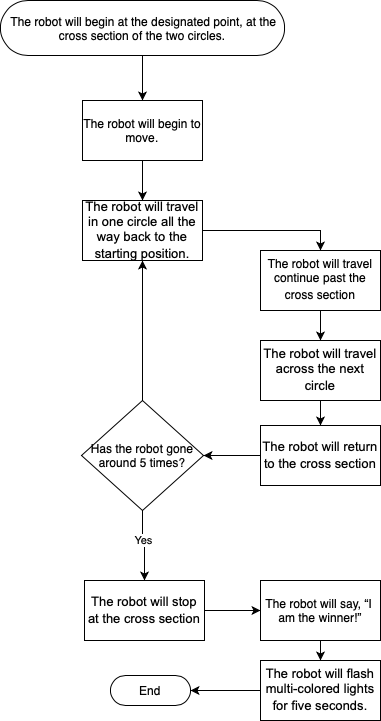 The robot will begin at the designated point, at the
cross section of the two circles.
The robot will begin to
move.
The robot will travel
in one circle all the
way back to the
starting position.
The robot will travel
continue past the
cross section
The robot will travel
across the next
circle
The robot will return
to the cross section
Has the robot gone
around 5 times?
Yes
The robot will stop
at the cross section
The robot will say, “I
am the winner!”
The robot will flash
multi-colored lights
for five seconds.
End